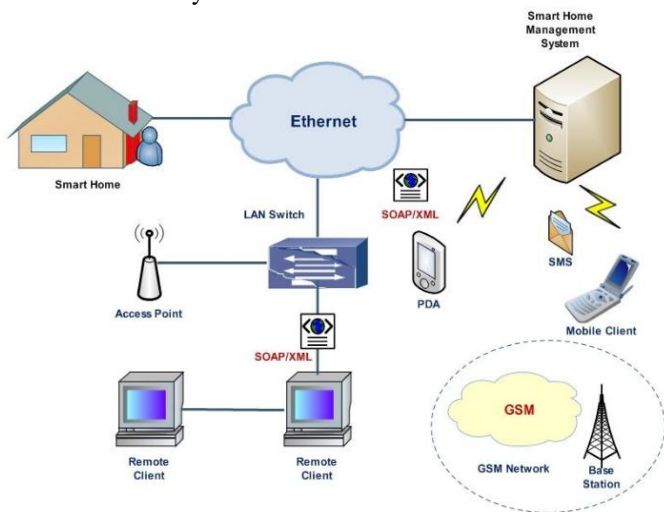 Smart Home
Management
System
Ethernet
Smart Home
LAN Switch
SOAP/XML
SMS
PDA
Access Point
Mobile Client
SOAP/XML
GSM
Remote
Client
Remote
Client
GSM Network
Base
Station